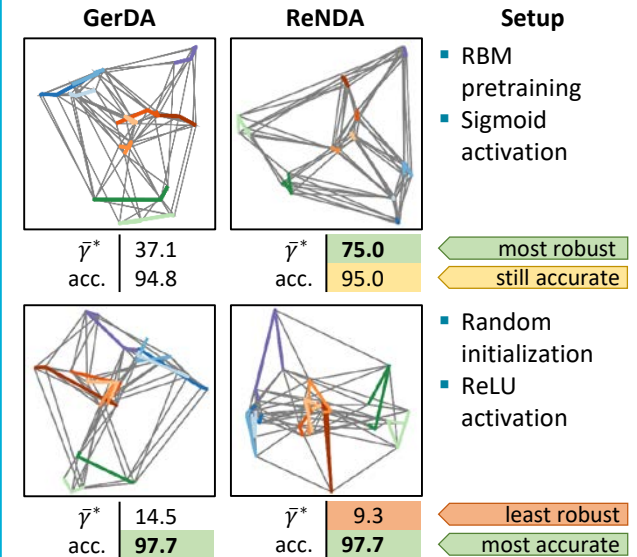 GerDA ReNDA Setup
▪ RBM
pretraining
▪ Sigmoid
activation
γ̄* 37.1 γ̄* 75.0 most robust
acc. 94.8 acc. 95.0 still accurate
▪ Random
initialization
▪ ReLU
activation
γ̄* 14.5 γ̄* 9.3 least robust
acc. 97.7 acc. 97.7 most accurate